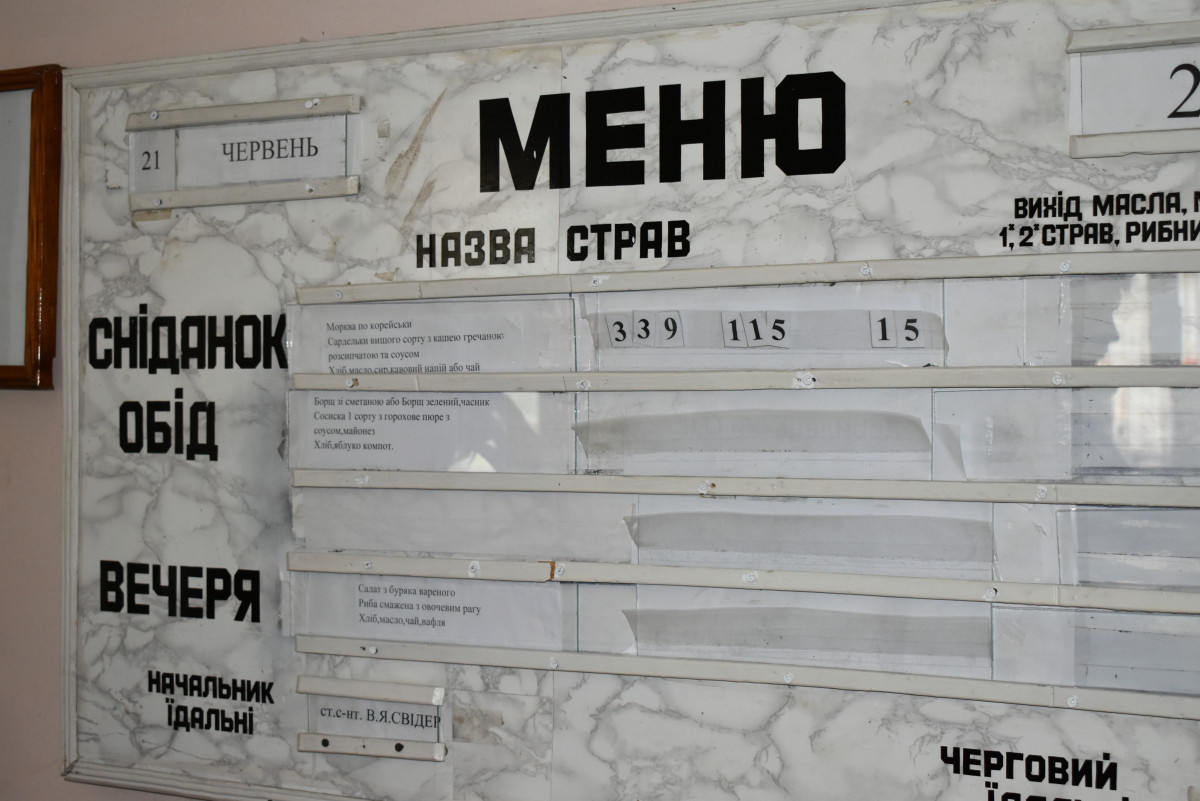 21 ЧЕРВЕНЬ
МЕНЮ
2
НАЗВА СТРАВ
ВИХІД МАСЛА,
1х, 2х СТРАВ, РИБНИ
СНІДАНОК
Морква по корейськи
Сардельки вищого сорту з кашею гречаною
розсипчатою та соусом
Хліб,масло,сир,кавовий напій або чай
339 115 15
ОБІД
Борщ зі сметаною або Борщ зелений,часник
Сосиска 1 сорту з горохове пюре з
соусом,майонез
Хліб,яблуко компот.
ВЕЧЕРЯ
Салат з буряка вареного
Риба смажена з овочевим рагу
Хліб,масло,чай,вафля
НАЧАЛЬНИК
ЇДАЛЬНІ
ст.с-нт. В.Я.СВІДЕР
ЧЕРГОВИЙ